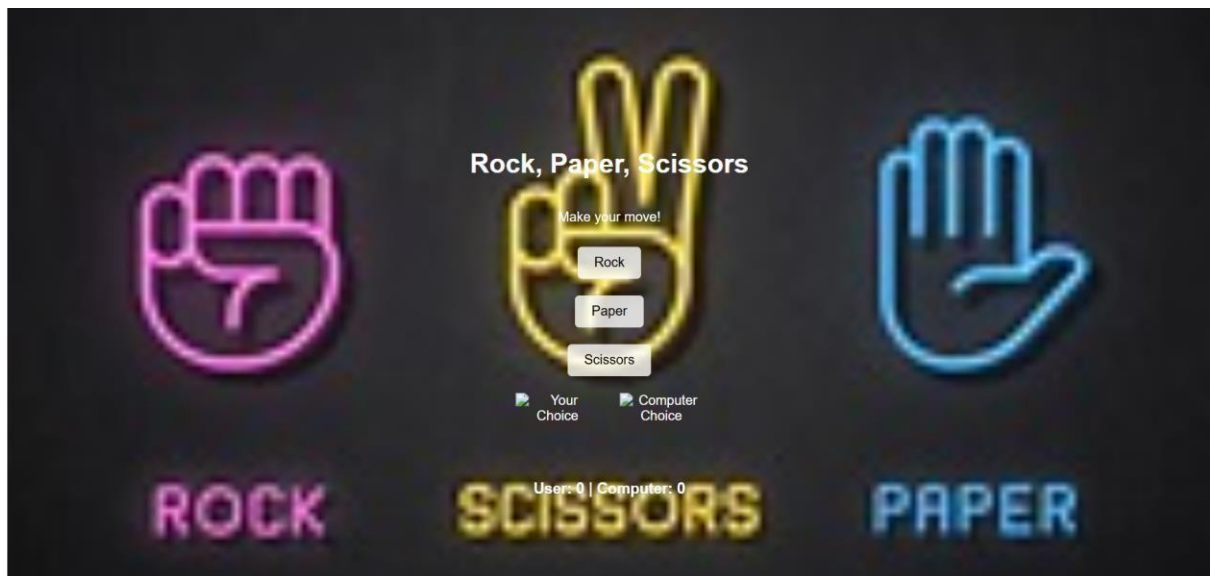 Rock, Paper, Scissors
Make your move!
Rock
Paper
Scissors
Your
Choice
Computer
Choice
User: 0 | Computer: 0
ROCK
SCISSORS
PAPER